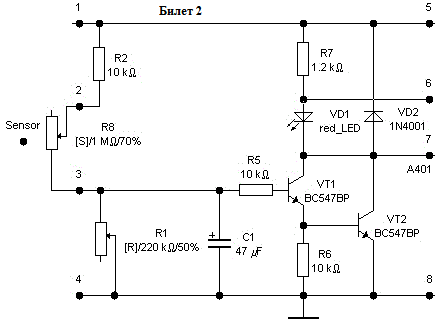 1 Билет 2 5
R2
10 kΩ
R7
1.2 kΩ
2 6
Sensor
R8
[S]/1 MΩ/70%
VD1
red_LED
VD2
1N4001
7
3
R5
10 kΩ
A401
VT1
BC547BP
R1
[R]/220 kΩ/50%
+
C1
47 μF
VT2
BC547BP
R6
10 kΩ
4 8